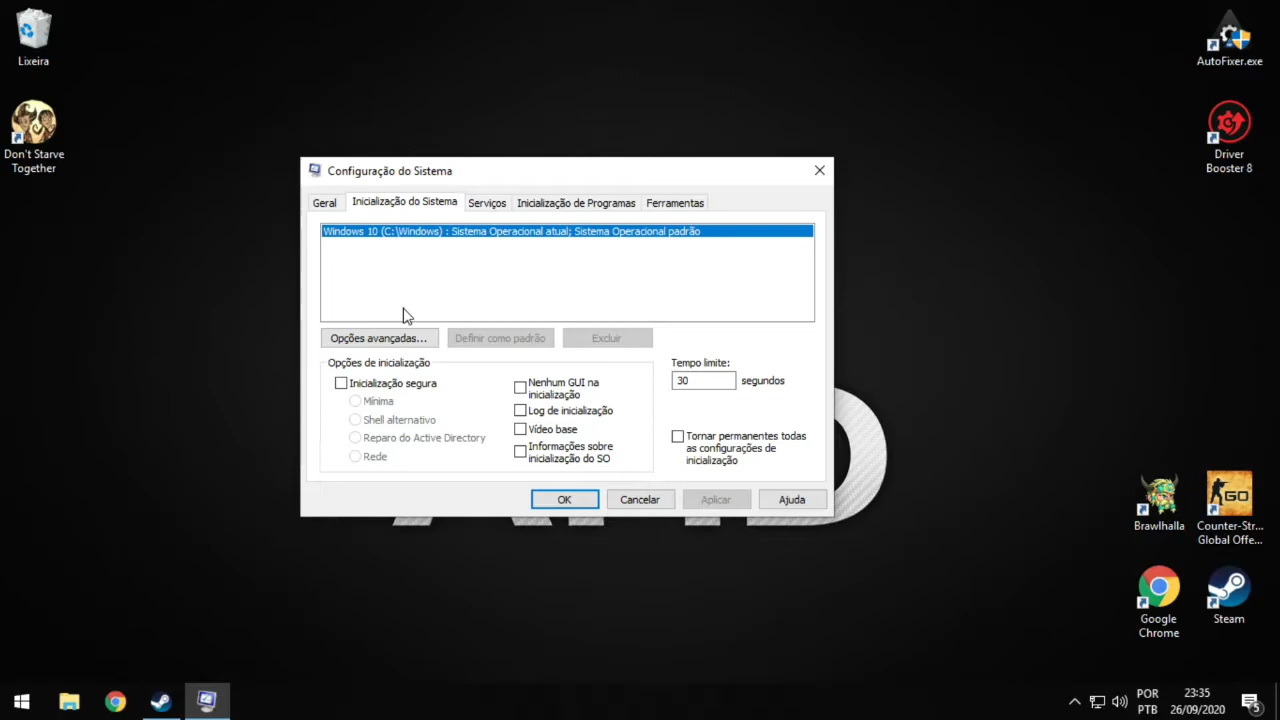 Lixeira
Don't Starve
Together
AutoFixer.exe
Driver
Booster 8
Configuração do Sistema
Geral
Inicialização do Sistema
Serviços
Inicialização de Programas
Ferramentas
Windows 10 (C:\Windows) : Sistema Operacional atual; Sistema Operacional padrão
Opções avançadas...
Definir como padrão
Excluir
Opções de inicialização
Inicialização segura
Mínima
Shell alternativo
Reparo do Active Directory
Rede
Nenhum GUI na
inicialização
Log de inicialização
Vídeo base
Informações sobre
inicialização do SO
Tempo limite:
30 segundos
Tornar permanentes todas
as configurações de
inicialização
OK
Cancelar
Aplicar
Ajuda
Brawlhalla
GO
Counter-Str...
Global Offe...
Google
Chrome
Steam
POR
PTB
23:35
26/09/2020
5